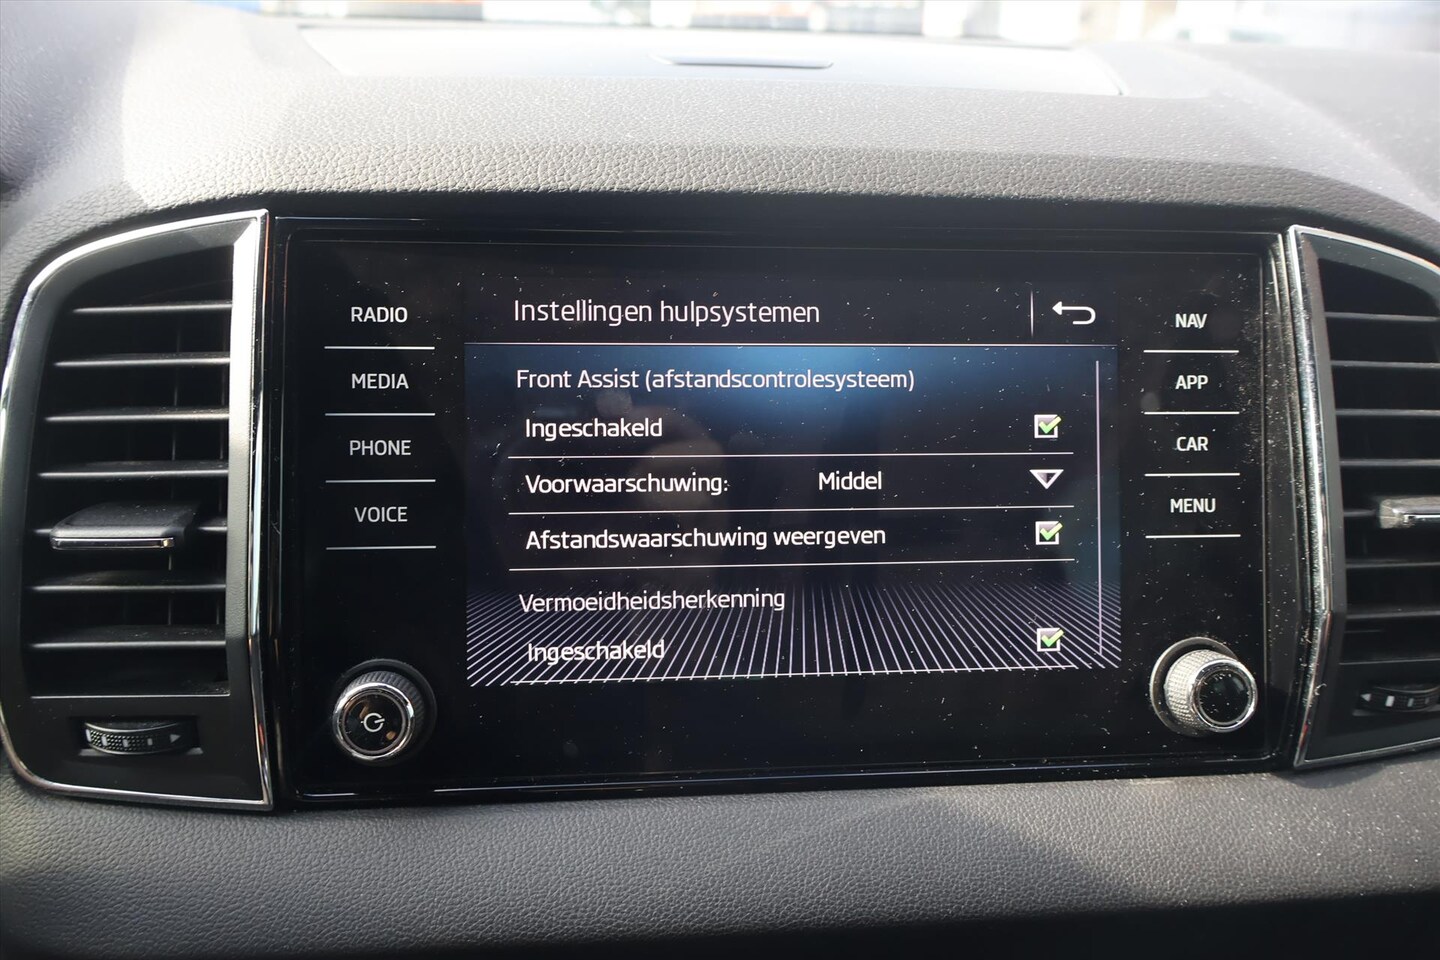 RADIO
MEDIA
PHONE
VOICE
Instellingen hulpsystemen
Front Assist (afstandscontrolesysteem)
Ingeschakeld
Voorwaarschuwing: Middel
Afstandswaarschuwing weergeven
Vermoeidheidsherkenning
Ingeschakeld
NAV
APP
CAR
MENU